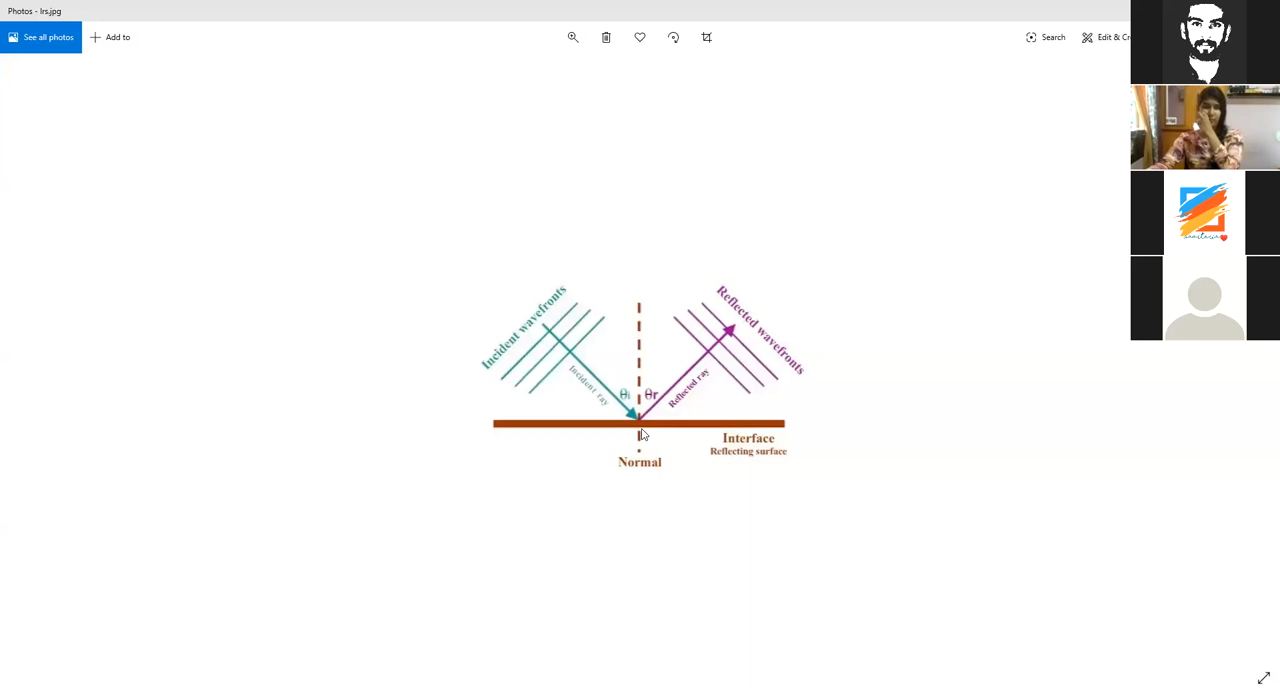 Photos - lrs.jpg
See all photos
Add to
Search
Edit & Cr
Incident wavefronts
Reflected wavefronts
Incident ray
θi
θr
Reflected ray
Interface
Reflecting surface
Normal